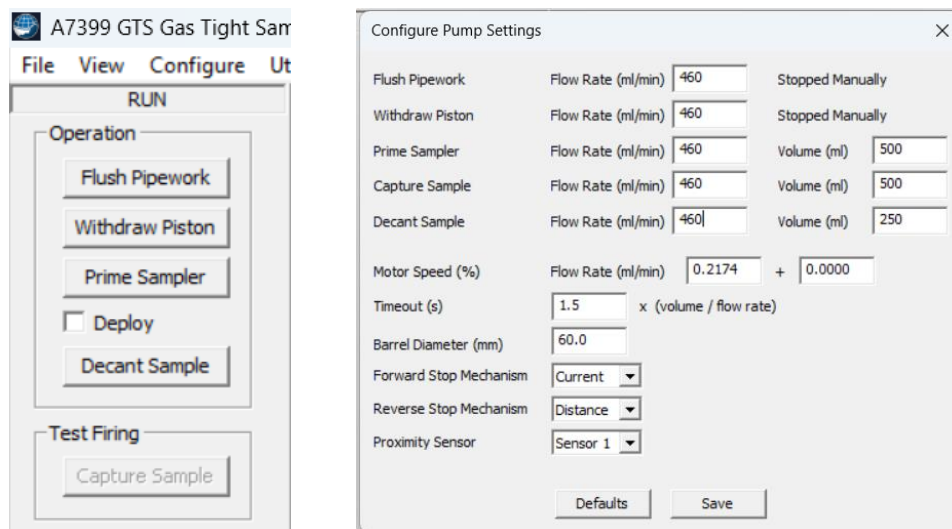 A7399 GTS Gas Tight Sam
File View Configure Ut
RUN
Operation
Flush Pipework
Withdraw Piston
Prime Sampler
Deploy
Decant Sample
Test Firing
Capture Sample
Configure Pump Settings
Flush Pipework Flow Rate (ml/min) 460 Stopped Manually
Withdraw Piston Flow Rate (ml/min) 460 Stopped Manually
Prime Sampler Flow Rate (ml/min) 460 Volume (ml) 500
Capture Sample Flow Rate (ml/min) 460 Volume (ml) 500
Decant Sample Flow Rate (ml/min) 460 Volume (ml) 250
Motor Speed (%) Flow Rate (ml/min) 0.2174 + 0.0000
Timeout (s) 1.5 x (volume / flow rate)
Barrel Diameter (mm) 60.0
Forward Stop Mechanism Current
Reverse Stop Mechanism Distance
Proximity Sensor Sensor 1
Defaults Save